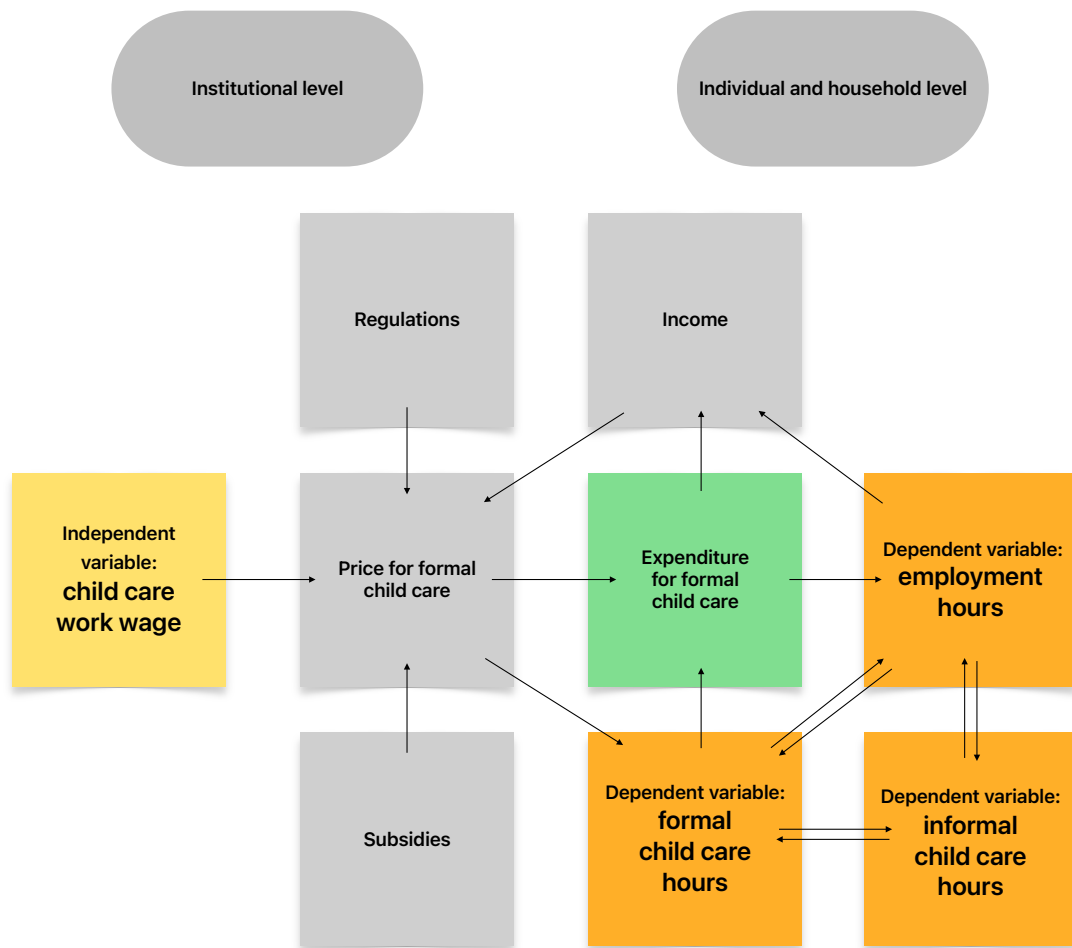 Institutional level
Individual and household level
Regulations
Income
Independent
variable:
child care
work wage
Price for formal
child care
Expenditure
for formal
child care
Dependent variable:
employment
hours
Subsidies
Dependent variable:
formal
child care
hours
Dependent variable:
informal
child care
hours